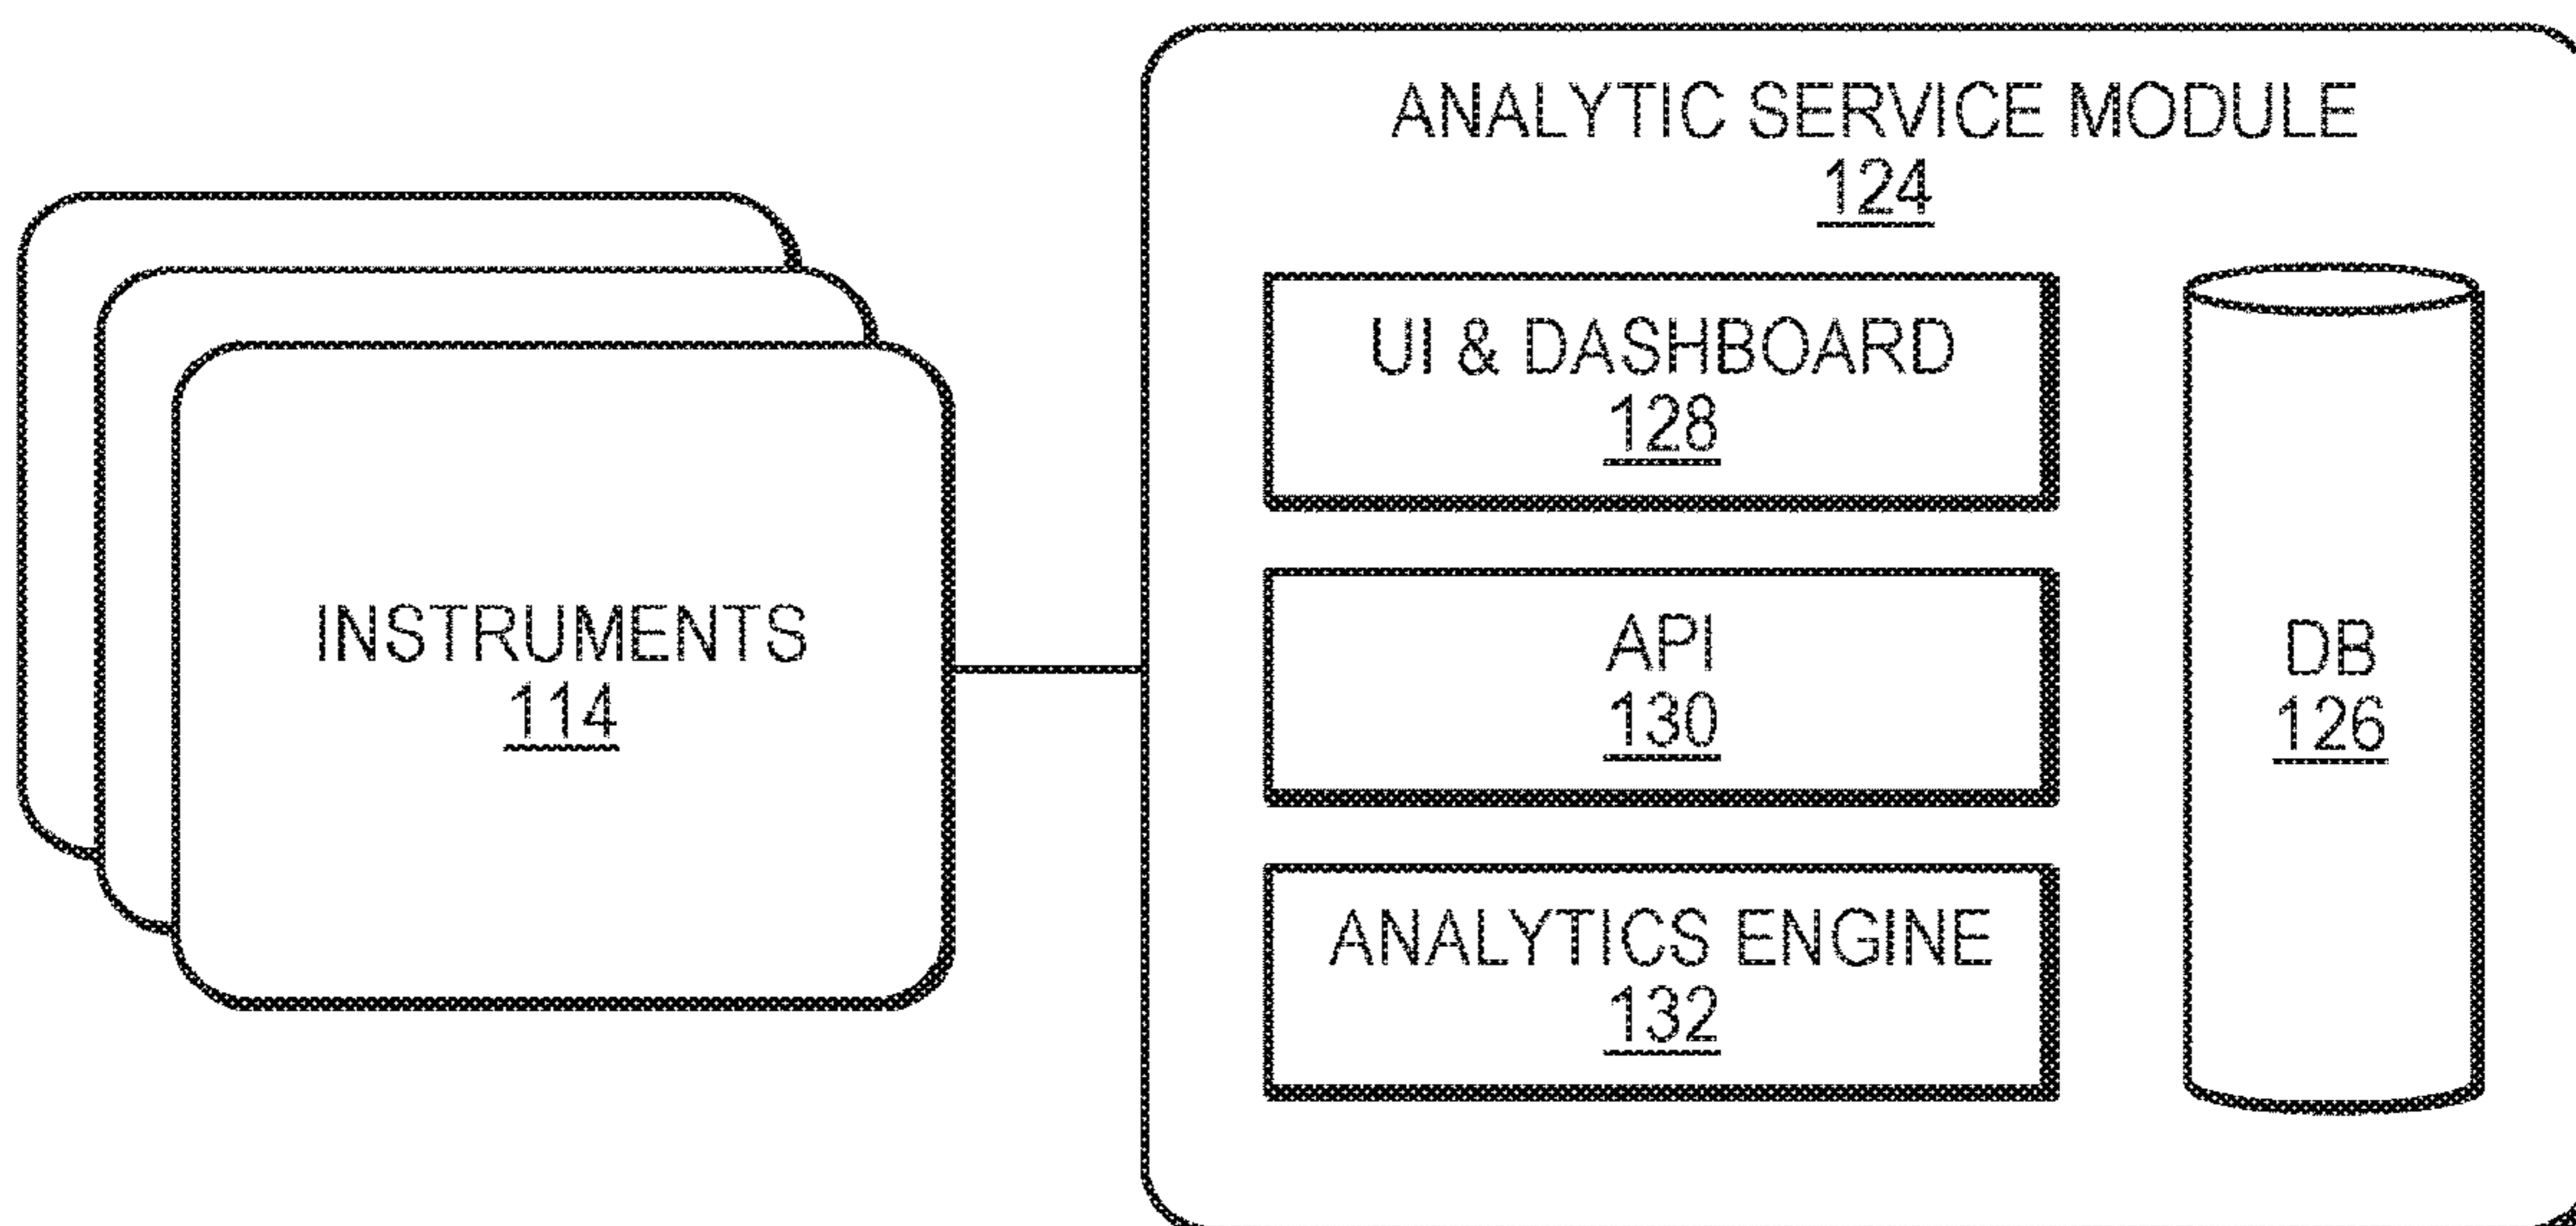 ANALYTIC SERVICE MODULE
124
UI & DASHBOARD
128
INSTRUMENTS
114
API
130
DB
126
ANALYTICS ENGINE
132